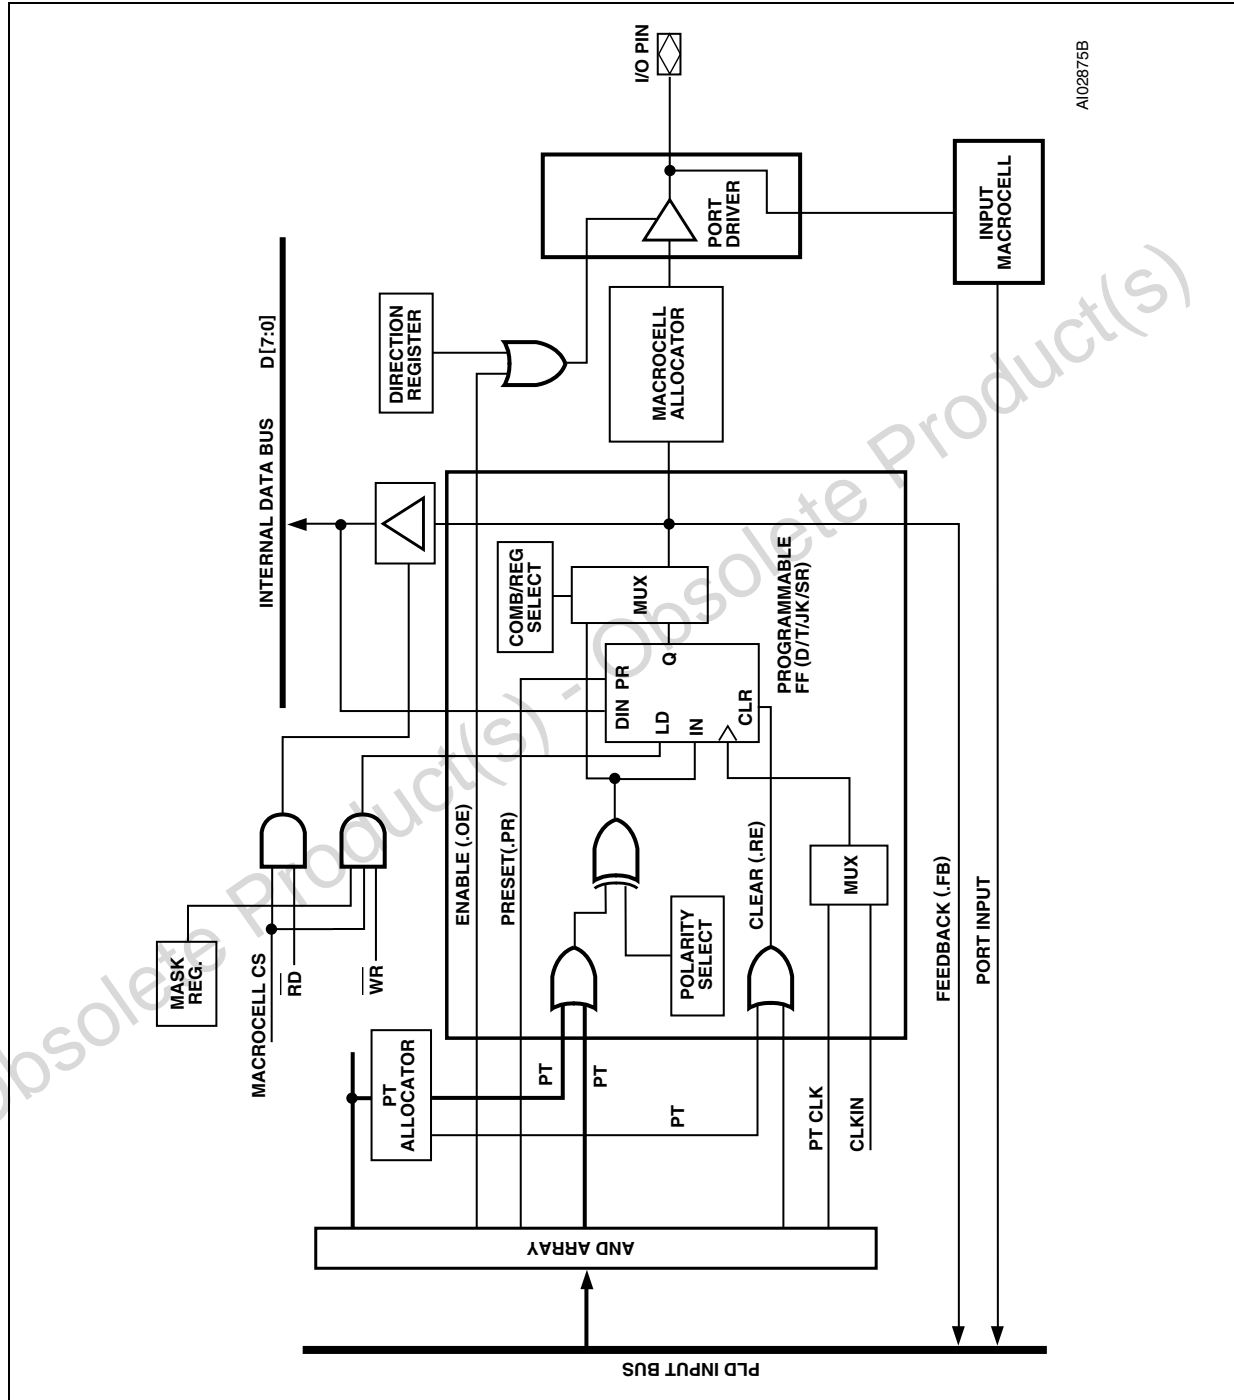 AI02875B
I/O PIN
INTERNAL DATA BUS D[7:0]
DIRECTION
REGISTER
PORT
DRIVER
INPUT
MACROCELL
MACROCELL
ALLOCATOR
COMB/REG
SELECT
MUX
PROGRAMMABLE
FF (D/T/JK/SR)
DIN PR
Q
LD
IN
CLR
MASK
REG.
MACROCELL CS
RD
WR
ENABLE (.OE)
PRESET(.PR)
POLARITY
SELECT
CLEAR (.RE)
MUX
FEEDBACK (.FB)
PORT INPUT
PT
ALLOCATOR
PT
PT
PT
PT CLK
CLKIN
AND ARRAY
PLD INPUT BUS
Obsolete Product(s) - Obsolete Product(s)